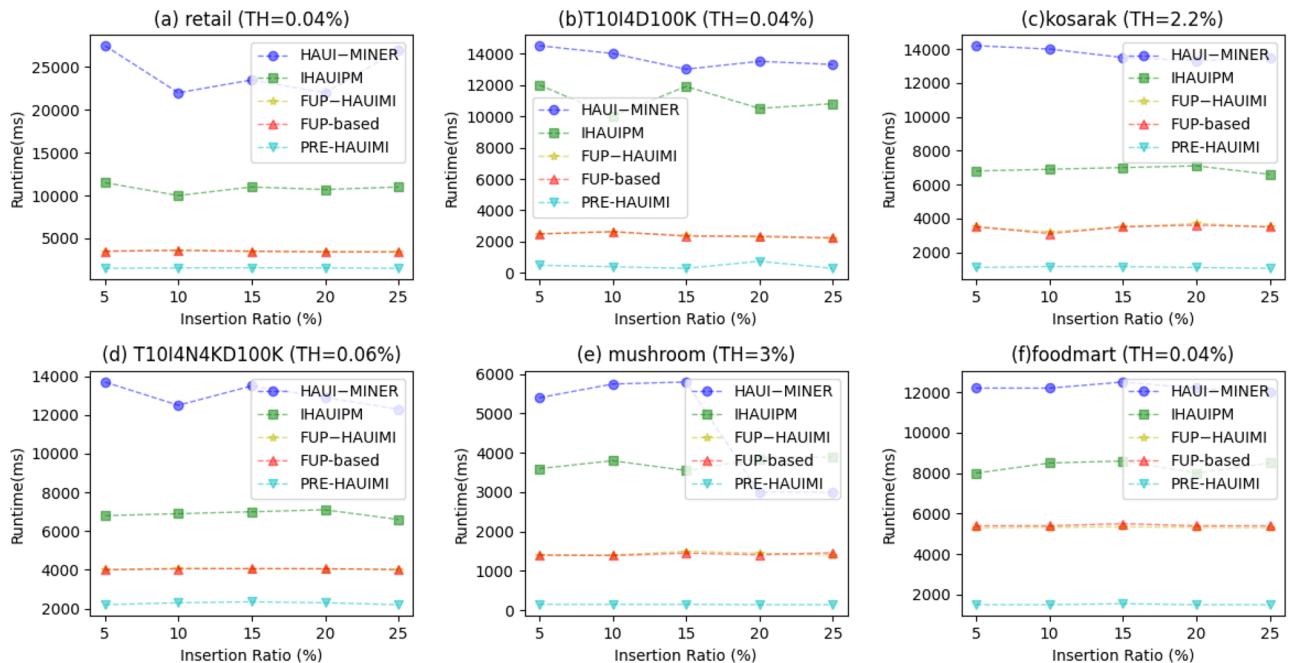 (a) retail (TH=0.04%)
Runtime(ms)
25000
20000
15000
10000
5000
HAUI−MINER
IHAUIPM
FUP−HAUIMI
FUP-based
PRE-HAUIMI
5 10 15 20 25
Insertion Ratio (%)
(b)T10I4D100K (TH=0.04%)
Runtime(ms)
14000
12000
10000
8000
6000
4000
2000
0
HAUI−MINER
IHAUIPM
FUP−HAUIMI
FUP-based
PRE-HAUIMI
5 10 15 20 25
Insertion Ratio (%)
(c)kosarak (TH=2.2%)
Runtime(ms)
14000
12000
10000
8000
6000
4000
2000
HAUI−MINER
IHAUIPM
FUP−HAUIMI
FUP-based
PRE-HAUIMI
5 10 15 20 25
Insertion Ratio (%)
(d) T10I4N4KD100K (TH=0.06%)
Runtime(ms)
14000
12000
10000
8000
6000
4000
2000
HAUI−MINER
IHAUIPM
FUP−HAUIMI
FUP-based
PRE-HAUIMI
5 10 15 20 25
Insertion Ratio (%)
(e) mushroom (TH=3%)
Runtime(ms)
6000
5000
4000
3000
2000
1000
0
HAUI−MINER
IHAUIPM
FUP−HAUIMI
FUP-based
PRE-HAUIMI
5 10 15 20 25
Insertion Ratio (%)
(f)foodmart (TH=0.04%)
Runtime(ms)
12000
10000
8000
6000
4000
2000
HAUI−MINER
IHAUIPM
FUP−HAUIMI
FUP-based
PRE-HAUIMI
5 10 15 20 25
Insertion Ratio (%)